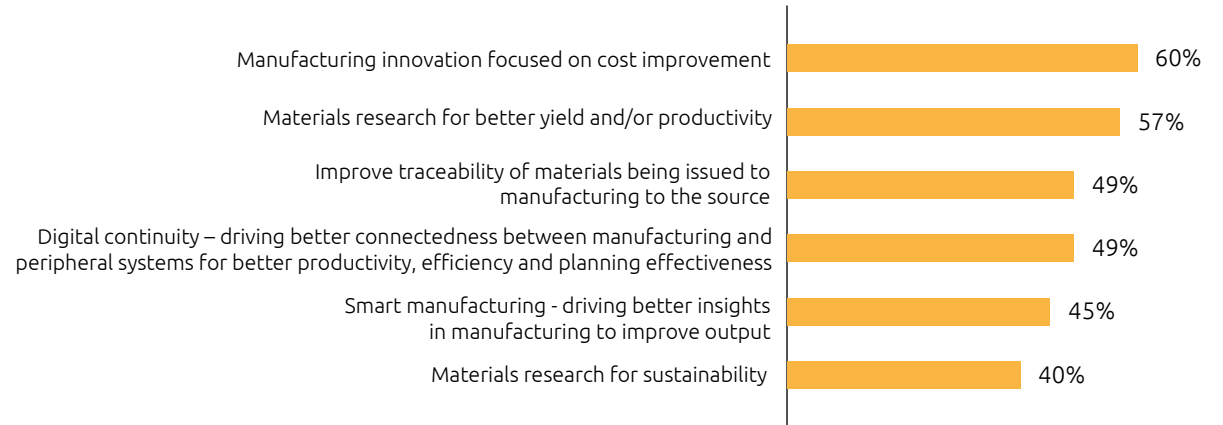 Manufacturing innovation focused on cost improvement 60%
Materials research for better yield and/or productivity 57%
Improve traceability of materials being issued to
manufacturing to the source 49%
Digital continuity – driving better connectedness between manufacturing and
peripheral systems for better productivity, efficiency and planning effectiveness 49%
Smart manufacturing - driving better insights
in manufacturing to improve output 45%
Materials research for sustainability 40%